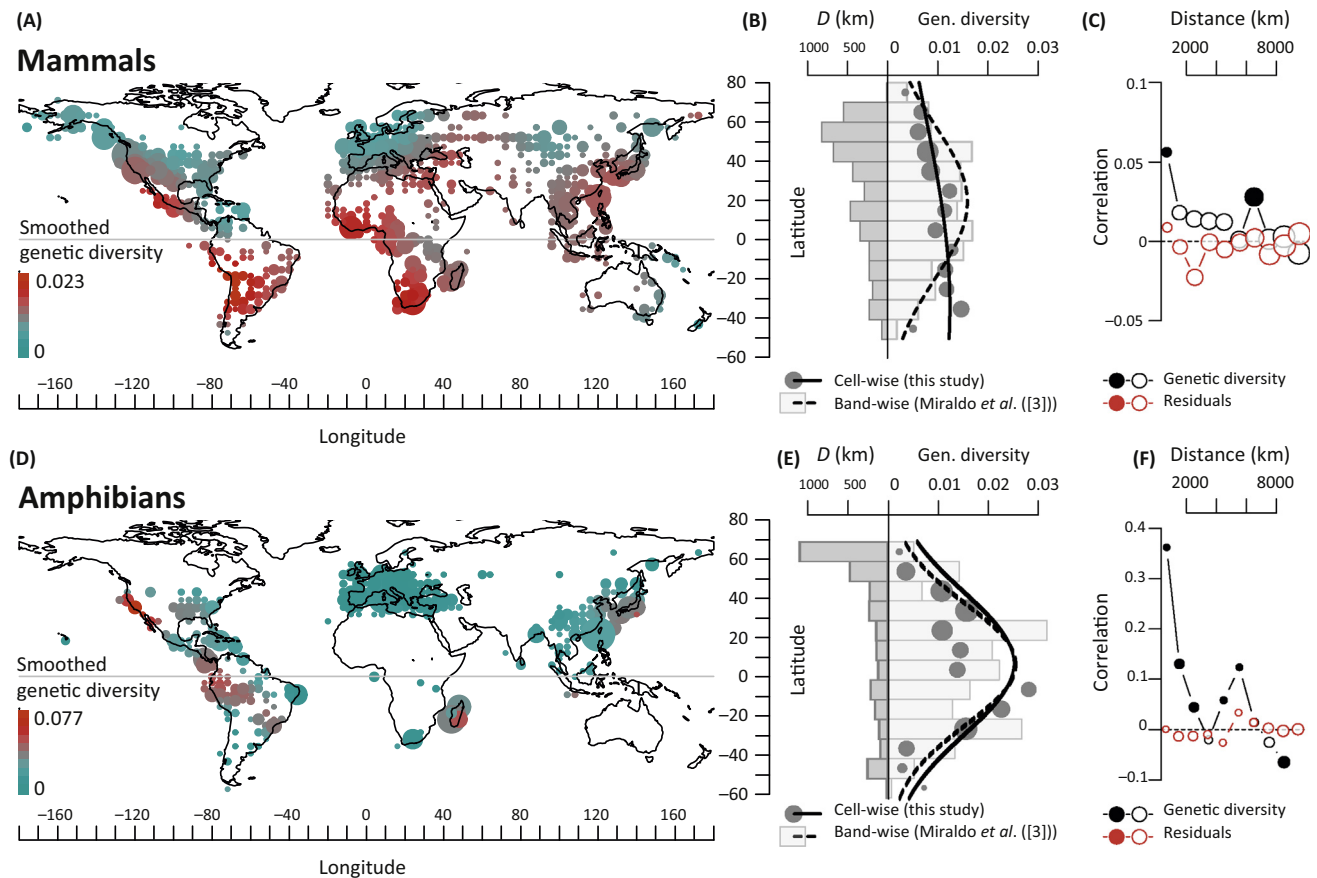 (A)
Mammals
Smoothed
genetic diversity
0.023
0
−160 −120 −80 −40 0 40 80 120 160
Longitude
(B)
D (km) Gen. diversity
1000 500 0 0.01 0.02 0.03
Latitude
80
60
40
20
0
−20
−40
−60
Cell-wise (this study)
Band-wise (Miraldo et al. ([3]))
(C)
Distance (km)
2000 8000
Correlation
0.1
0.05
0
−0.05
Genetic diversity
Residuals
(D)
Amphibians
Smoothed
genetic diversity
0.077
0
−160 −120 −80 −40 0 40 80 120 160
Longitude
(E)
D (km) Gen. diversity
1000 500 0 0.01 0.02 0.03
Latitude
80
60
40
20
0
−20
−40
−60
Cell-wise (this study)
Band-wise (Miraldo et al. ([3]))
(F)
Distance (km)
2000 8000
Correlation
0.4
0.3
0.2
0.1
0
−0.1
Genetic diversity
Residuals